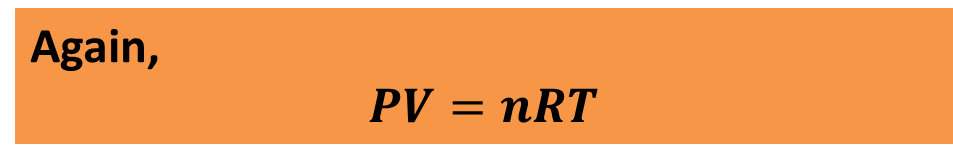 Again,
PV = nRT